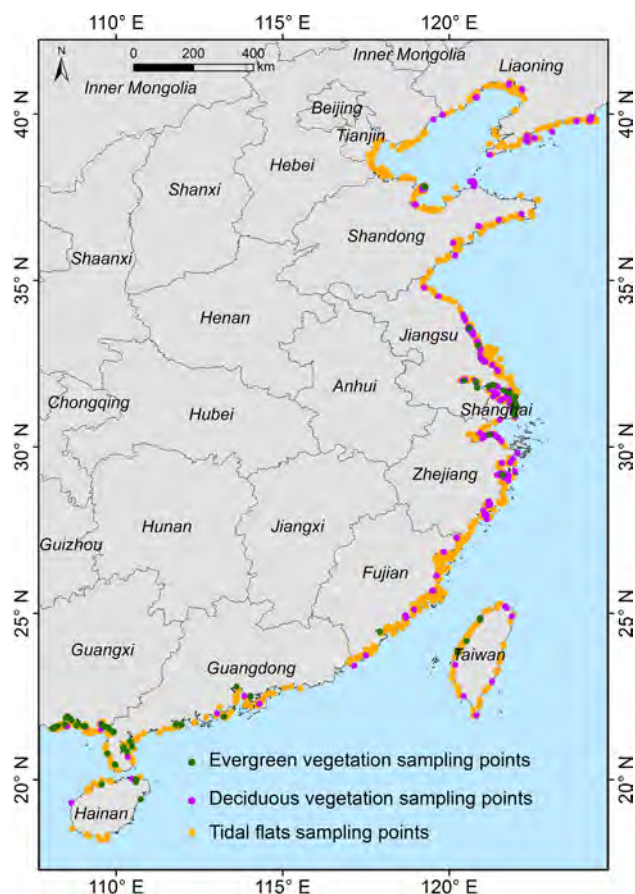 110° E 115° E 120° E
N
0 200 400
km
Inner Mongolia
Liaoning
Inner Mongolia
Beijing
40° N
40° N
Tianjin
Hebei
Shanxi
Shandong
Shaanxi
35° N
35° N
Henan
Jiangsu
Anhui
Chongqing
Hubei
Shanghai
30° N
30° N
Zhejiang
Hunan
Jiangxi
Guizhou
Fujian
25° N
25° N
Guangxi
Guangdong
Taiwan
Evergreen vegetation sampling points
20° N
20° N
Deciduous vegetation sampling points
Hainan
Tidal flats sampling points
110° E 115° E 120° E